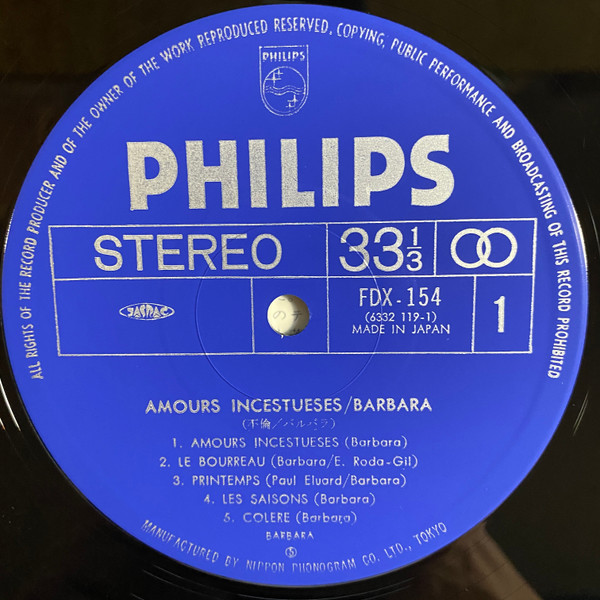 ALL RIGHTS OF THE RECORD PRODUCER AND OF THE OWNER OF THE WORK REPRODUCED RESERVED. COPYING, PUBLIC PERFORMANCE AND BROADCASTING OF THIS RECORD PROHIBITED
PHILIPS
PHILIPS
STEREO 33 1/3
JASRAC
FDX-154
(6332 119-1)
MADE IN JAPAN
1
AMOURS INCESTUESES/BARBARA
(不倫/バルバラ)
1. AMOURS INCESTUESES (Barbara)
2. LE BOURREAU (Barbara/E. Roda-Gil)
3. PRINTEMPS (Paul Eluard/Barbara)
4. LES SAISONS (Barbara)
5. COLERE (Barbara)
BARBARA
Ⓢ
MANUFACTURED BY NIPPON PHONOGRAM CO. LTD., TOKYO